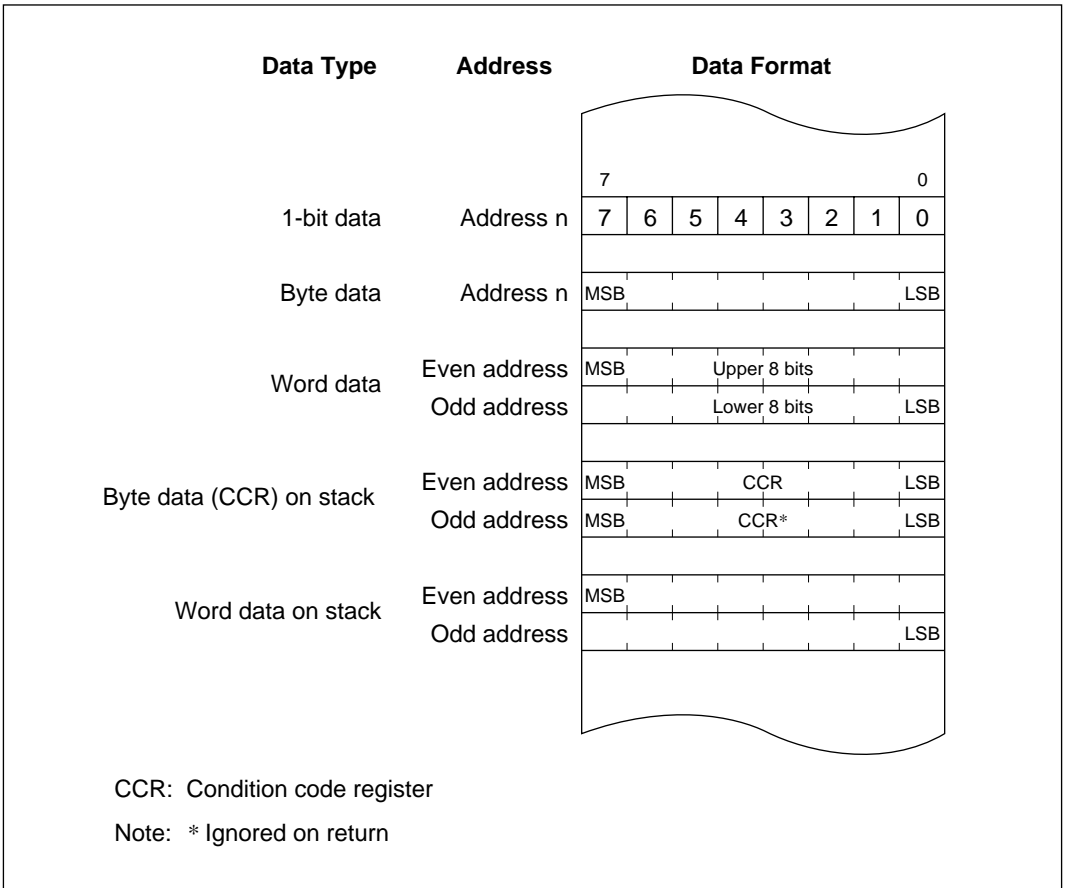 Data Type Address Data Format
7 0
1-bit data Address n 7 6 5 4 3 2 1 0
Byte data Address n MSB LSB
Word data
Even address MSB Upper 8 bits
Odd address Lower 8 bits LSB
Byte data (CCR) on stack
Even address MSB CCR LSB
Odd address MSB CCR* LSB
Word data on stack
Even address MSB
Odd address LSB
CCR: Condition code register
Note: * Ignored on return